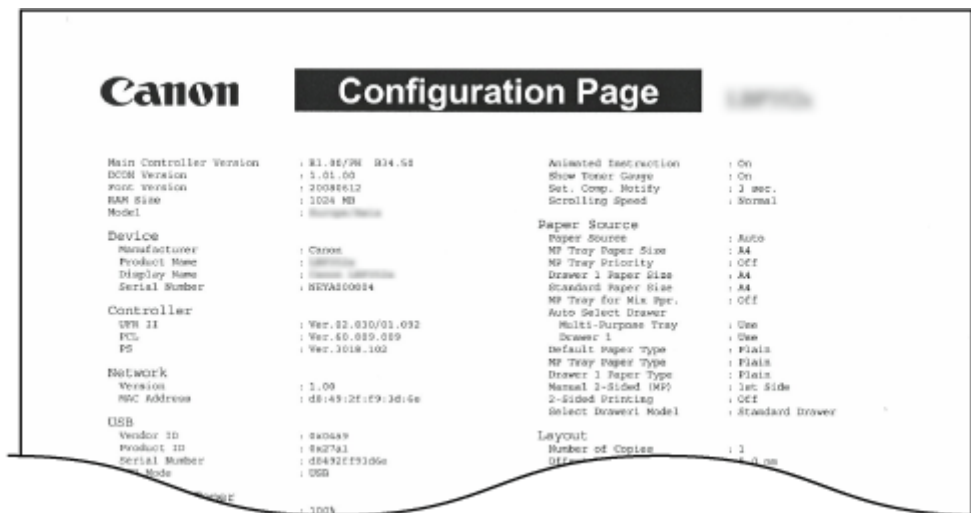 Canon
Configuration Page
Main Controller Version : R1.00/PN B34.50
DCON Version : 1.01.00
Font Version : 20080612
RAM Size : 1024 MB
Model :
Device
Manufacturer : Canon
Product Name :
Display Name :
Serial Number : NEYA000004
Controller
UFR II : Ver.02.030/01.092
PCL : Ver.60.009.009
PS : Ver.3018.102
Network
Version : 1.00
MAC Address : d8:49:2f:f9:3d:6e
USB
Vendor ID : 0x04a9
Product ID : 0x27a1
Serial Number : d8492ff93d6e
Mode : USB
: 100%
Animated Instruction : On
Show Toner Gauge : On
Set. Comp. Notify : 3 sec.
Scrolling Speed : Normal
Paper Source
Paper Source : Auto
MP Tray Paper Size : A4
MP Tray Priority : Off
Drawer 1 Paper Size : A4
Standard Paper Size : A4
MP Tray for Mix Ppr. : Off
Auto Select Drawer
Multi-Purpose Tray : Use
Drawer 1 : Use
Default Paper Type : Plain
MP Tray Paper Type : Plain
Drawer 1 Paper Type : Plain
Manual 2-Sided (MP) : 1st Side
2-Sided Printing : Off
Select Drawer1 Model : Standard Drawer
Layout
Number of Copies : 1